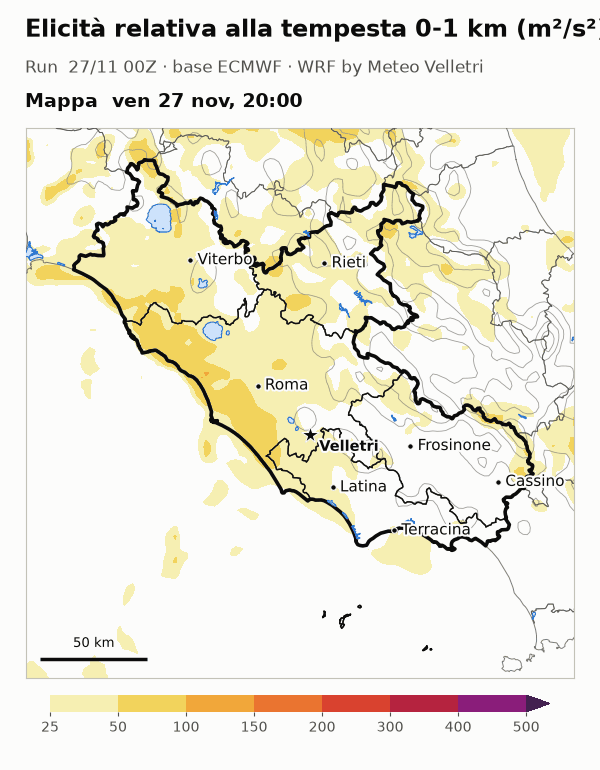 Elicità relativa alla tempesta 0-1 km (m²/s²)
Run 27/11 00Z · base ECMWF · WRF by Meteo Velletri
Mappa ven 27 nov, 20:00
Viterbo
Rieti
Roma
Velletri
Frosinone
Cassino
Latina
Terracina
50 km
25 50 100 150 200 300 400 500